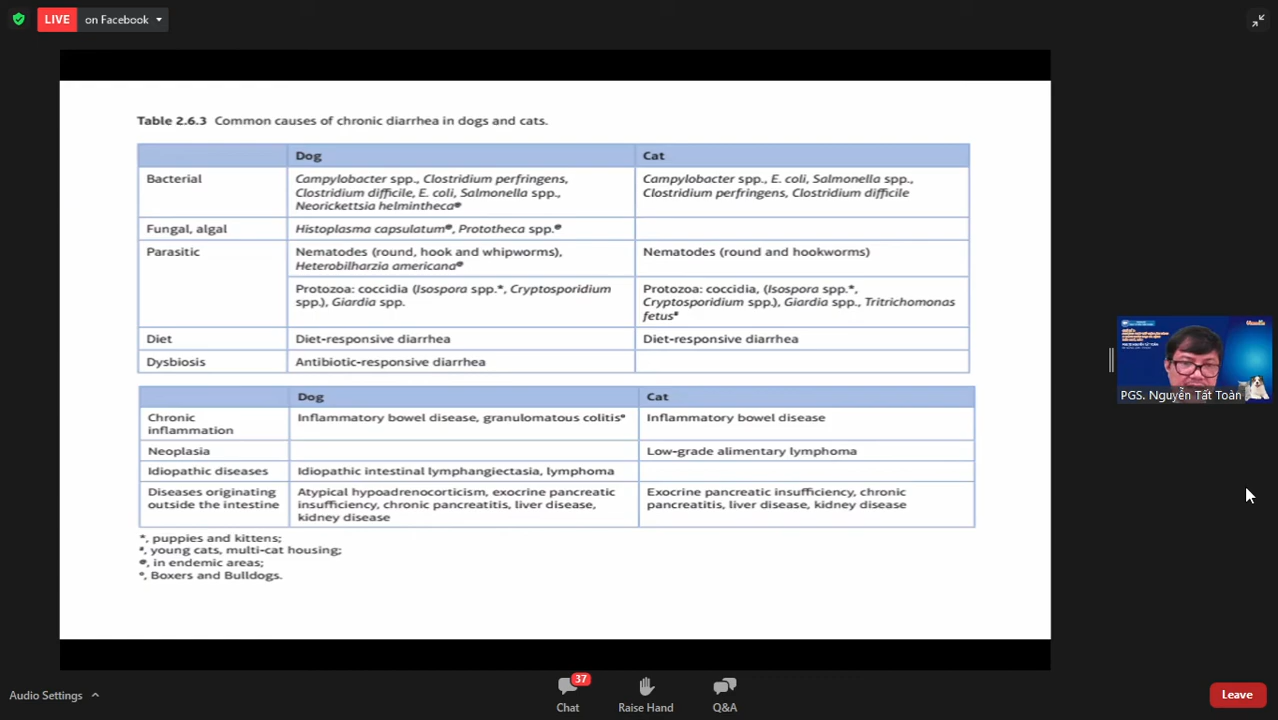 LIVE on Facebook
Table 2.6.3 Common causes of chronic diarrhea in dogs and cats.
Dog Cat
Bacterial
Campylobacter spp., Clostridium perfringens,
Clostridium difficile, E. coli, Salmonella spp.,
Neorickettsia helmintheca@
Campylobacter spp., E. coli, Salmonella spp.,
Clostridium perfringens, Clostridium difficile
Fungal, algal
Histoplasma capsulatum@, Prototheca spp.@
Parasitic
Nematodes (round, hook and whipworms),
Heterobilharzia americana@
Nematodes (round and hookworms)
Protozoa: coccidia (Isospora spp.*, Cryptosporidium
spp.), Giardia spp.
Protozoa: coccidia, (Isospora spp.*,
Cryptosporidium spp.), Giardia spp., Tritrichomonas
fetus#
Diet
Diet-responsive diarrhea
Diet-responsive diarrhea
Dysbiosis
Antibiotic-responsive diarrhea
Dog Cat
Chronic
inflammation
Inflammatory bowel disease, granulomatous colitis°
Inflammatory bowel disease
Neoplasia
Low-grade alimentary lymphoma
Idiopathic diseases
Idiopathic intestinal lymphangiectasia, lymphoma
Diseases originating
outside the intestine
Atypical hypoadrenocorticism, exocrine pancreatic
insufficiency, chronic pancreatitis, liver disease,
kidney disease
Exocrine pancreatic insufficiency, chronic
pancreatitis, liver disease, kidney disease
*, puppies and kittens;
#, young cats, multi-cat housing;
@, in endemic areas;
°, Boxers and Bulldogs.
PGS. Nguyễn Tất Toàn
Audio Settings
37
Chat
Raise Hand
Q&A
Leave